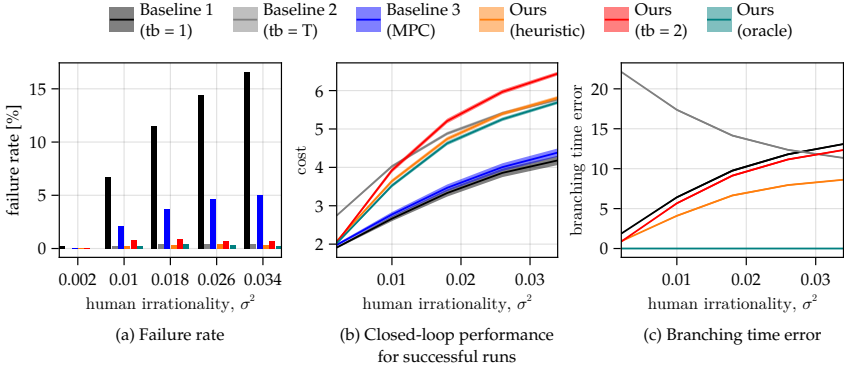 Baseline 1 Baseline 2 Baseline 3 Ours Ours Ours
(tb = 1) (tb = T) (MPC) (heuristic) (tb = 2) (oracle)
failure rate [%]
15
10
5
0
0.002 0.01 0.018 0.026 0.034
human irrationality, σ²
(a) Failure rate
cost
6
5
4
3
2
0.01 0.02 0.03
human irrationality, σ²
(b) Closed-loop performance
for successful runs
branching time error
20
15
10
5
0
0.01 0.02 0.03
human irrationality, σ²
(c) Branching time error